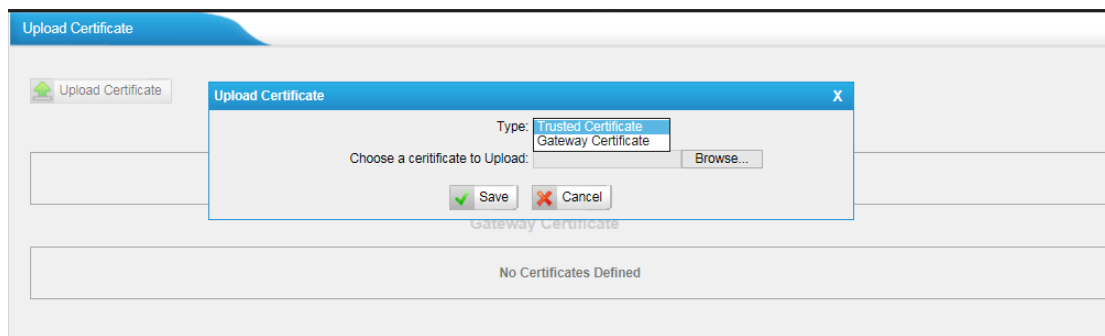 Upload Certificate
Upload Certificate
Upload Certificate X
Type: Trusted Certificate
Gateway Certificate
Choose a ceritificate to Upload: Browse...
Save Cancel
Gateway Certificate
No Certificates Defined